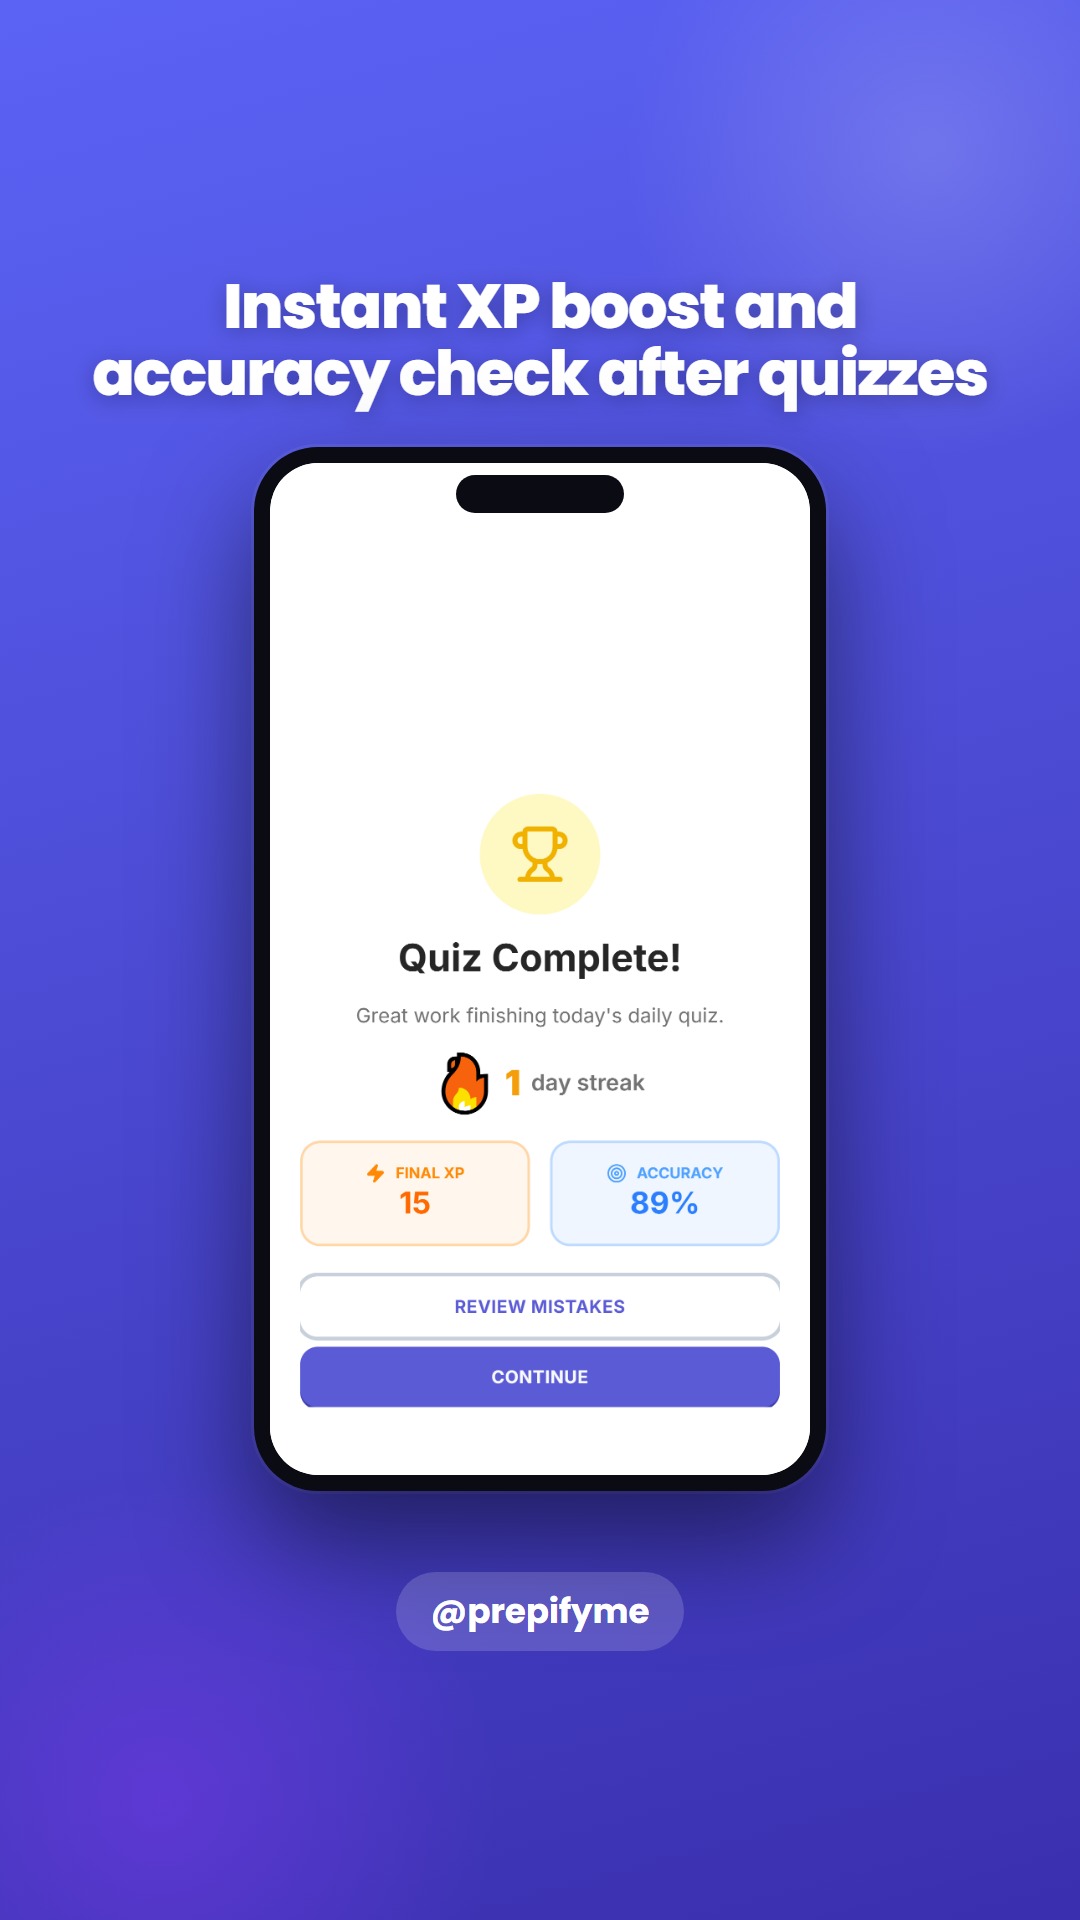 Instant XP boost and
accuracy check after quizzes
Quiz Complete!
Great work finishing today's daily quiz.
1 day streak
FINAL XP
15
ACCURACY
89%
REVIEW MISTAKES
CONTINUE
@prepifyme